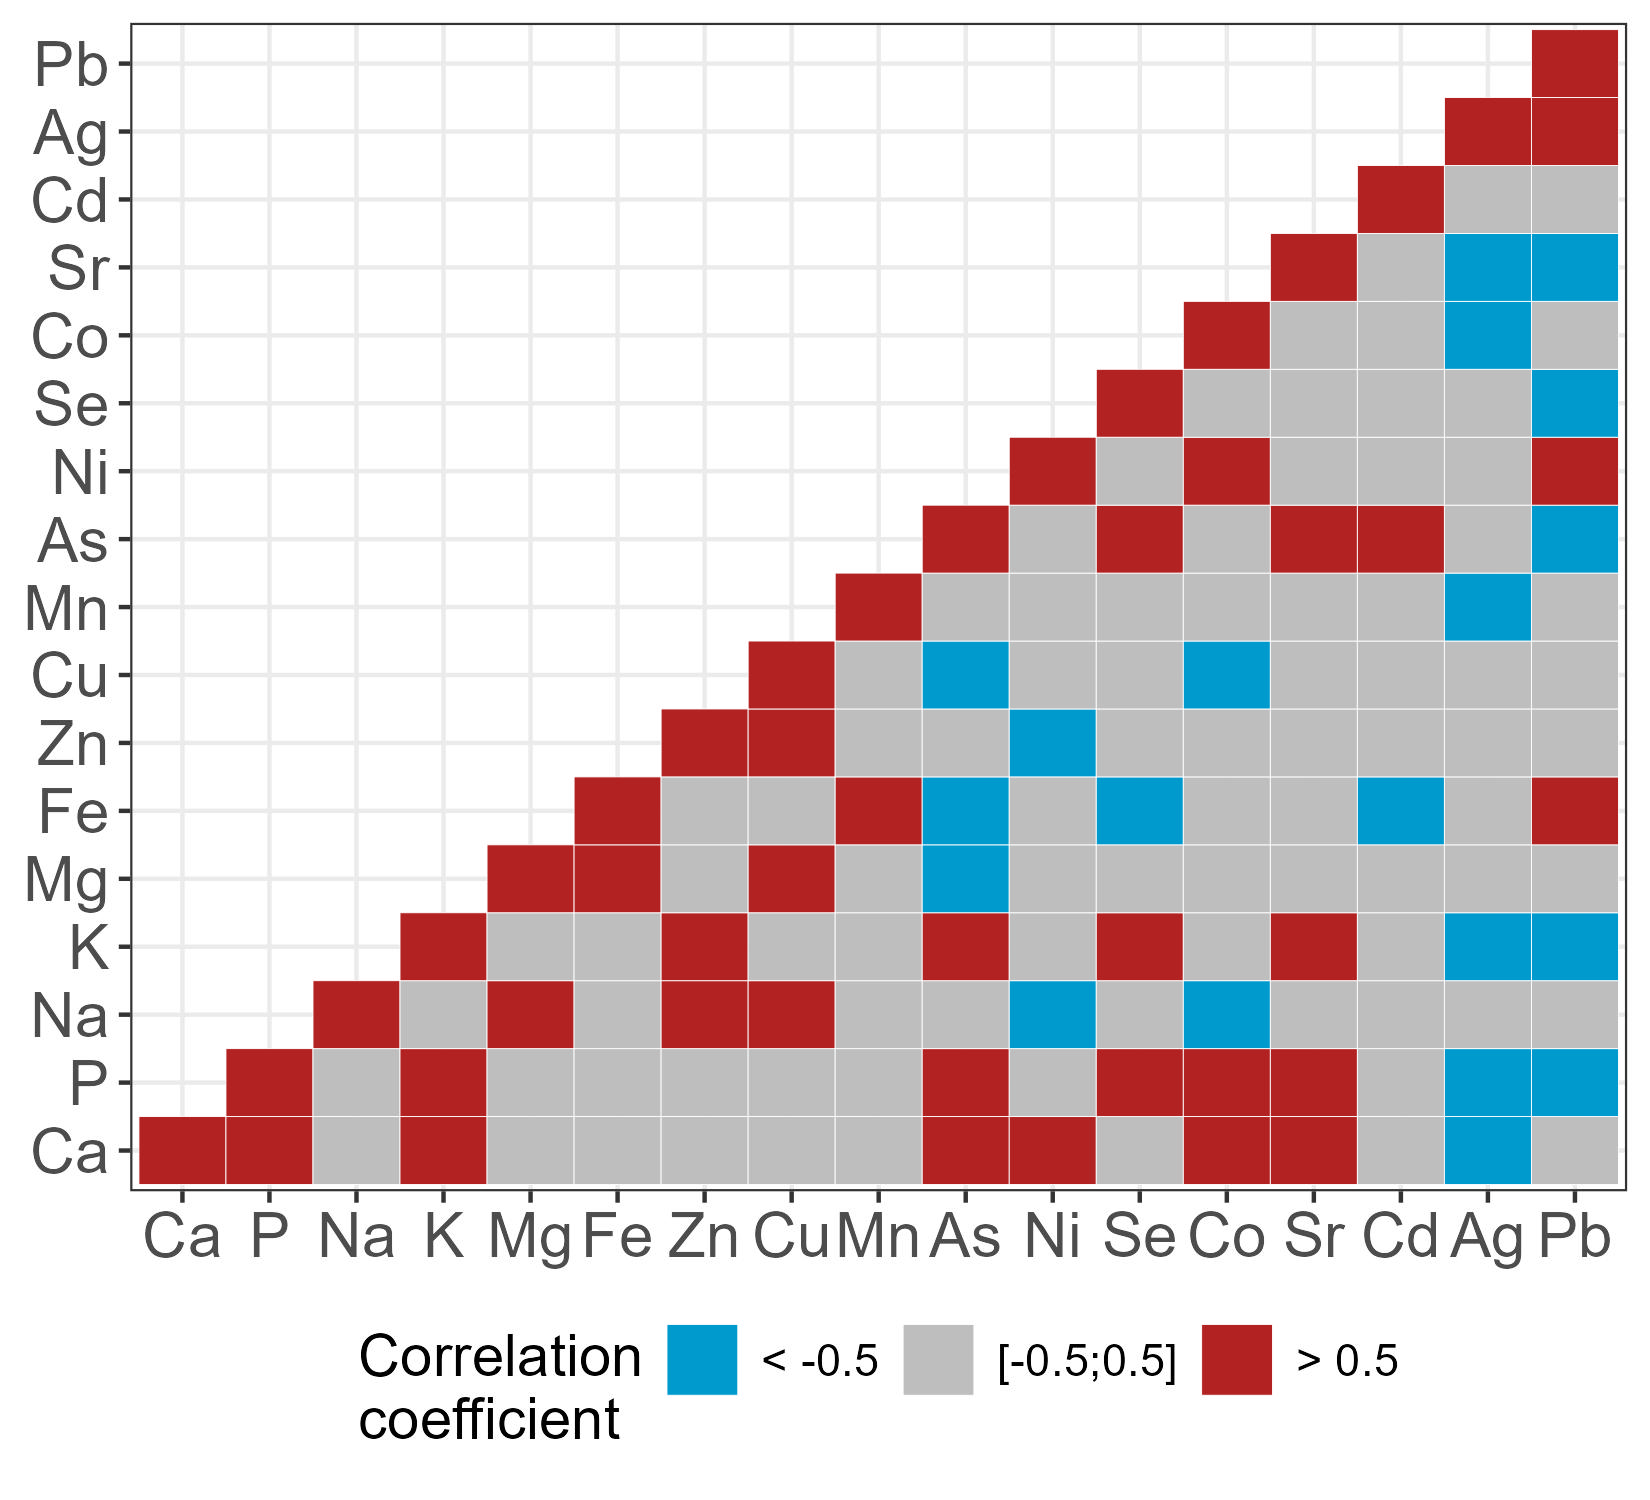 Pb
Ag
Cd
Sr
Co
Se
Ni
As
Mn
Cu
Zn
Fe
Mg
K
Na
P
Ca
Ca P Na K Mg Fe Zn Cu Mn As Ni Se Co Sr Cd Ag Pb
Correlation < -0.5 [-0.5;0.5] > 0.5
coefficient